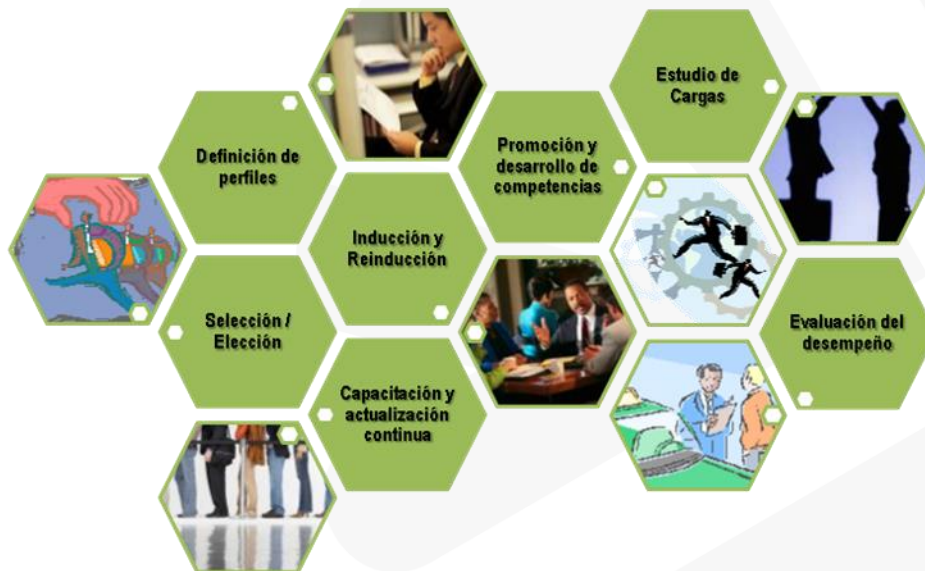 Definición de
perfiles
Selección /
Elección
Inducción y
Reinducción
Capacitación y
actualización
continua
Promoción y
desarrollo de
competencias
Estudio de
Cargas
Evaluación del
desempeño